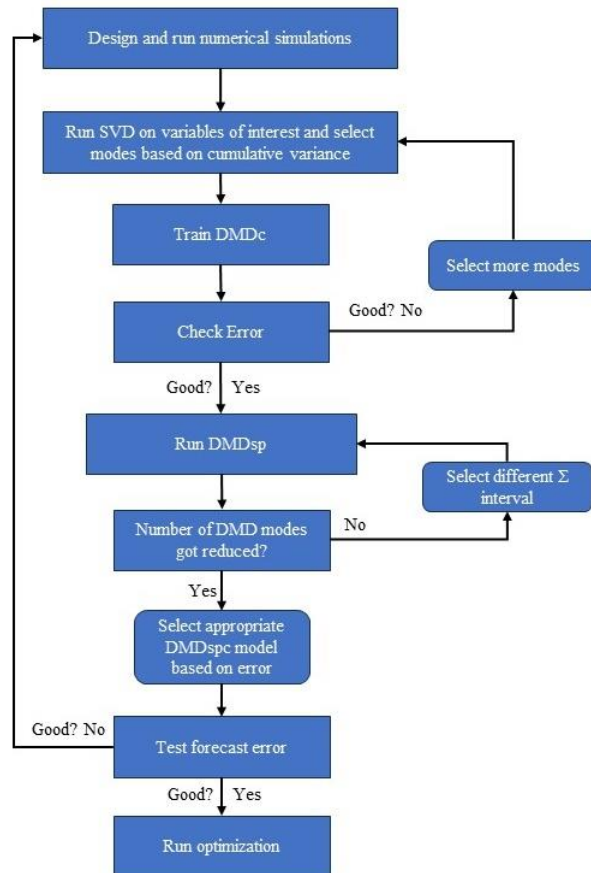 Design and run numerical simulations
Run SVD on variables of interest and select
modes based on cumulative variance
Train DMDc
Select more modes
Good? No
Check Error
Good? Yes
Run DMDsp
Select different Σ
interval
Number of DMD modes
got reduced?
No
Yes
Select appropriate
DMDspc model
based on error
Good? No
Test forecast error
Good? Yes
Run optimization